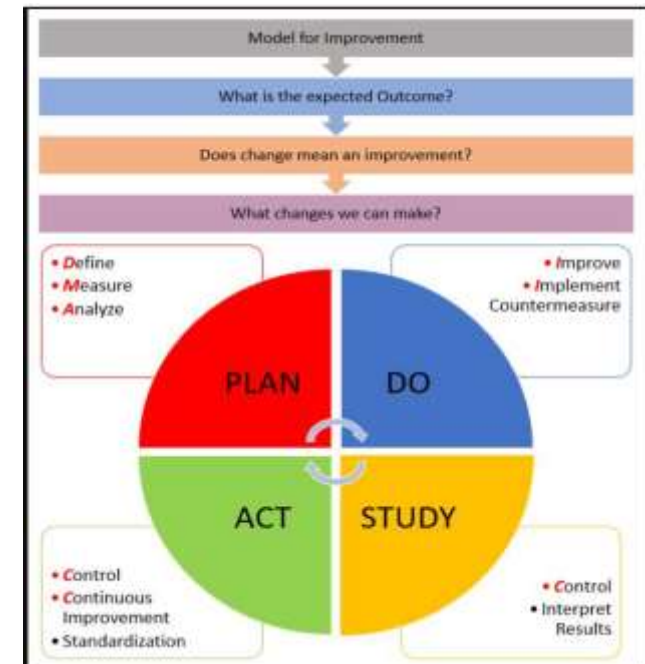 Model for Improvement
What is the expected Outcome?
Does change mean an improvement?
What changes we can make?
• Define
• Measure
• Analyze
• Improve
• Implement
Countermeasure
PLAN
DO
ACT
STUDY
• Control
• Continuous
Improvement
• Standardization
• Control
• Interpret
Results